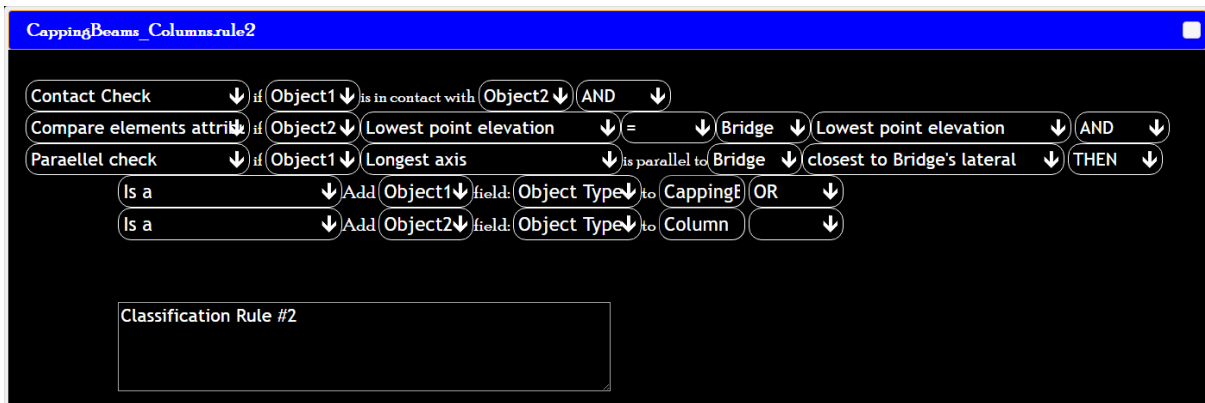 CappingBeams_Columns.rule2
Contact Check if Object1 is in contact with Object2 AND
Compare elements attrib if Object2 Lowest point elevation = Bridge Lowest point elevation AND
Paraellel check if Object1 Longest axis is parallel to Bridge closest to Bridge's lateral THEN
Is a Add Object1 field: Object Type to CappingB OR
Is a Add Object2 field: Object Type to Column
Classification Rule #2